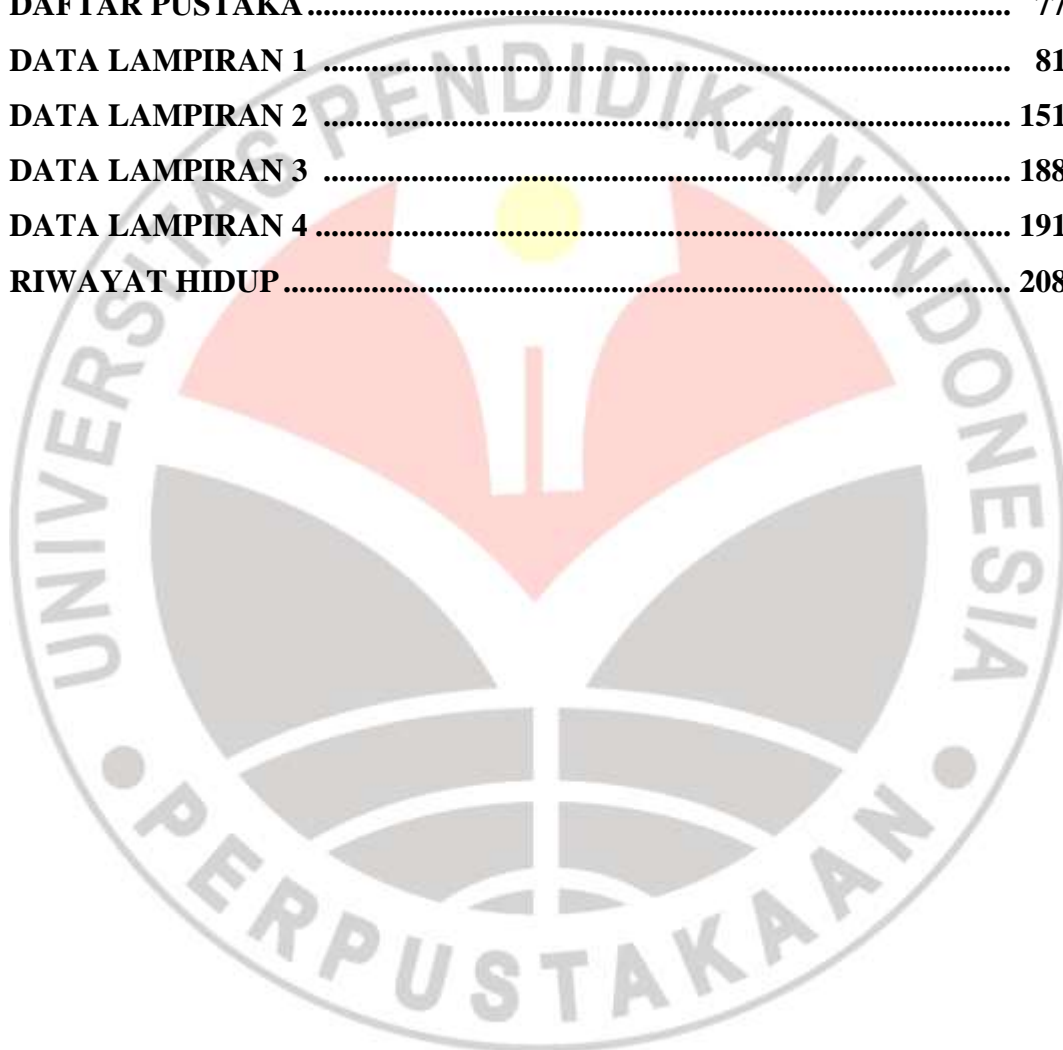 DAFTAR PUSTAKA ........................................................................................ 77
DATA LAMPIRAN 1 ...................................................................................... 81
DATA LAMPIRAN 2 ...................................................................................... 151
DATA LAMPIRAN 3 ...................................................................................... 188
DATA LAMPIRAN 4 ....................................................................................... 191
RIWAYAT HIDUP ........................................................................................... 208
UNIVERSITAS PENDIDIKAN INDONESIA
• PERPUSTAKAAN •